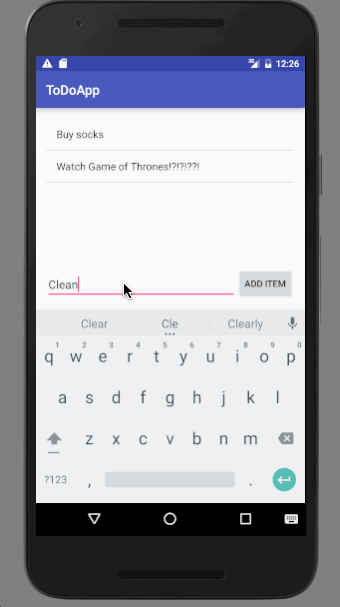 12:26
ToDoApp
Buy socks
Watch Game of Thrones!?!?!??!
Clean
ADD ITEM
Clear Cle Clearly
1 2 3 4 5 6 7 8 9 0
q w e r t y u i o p
a s d f g h j k l
z x c v b n m
?123 , .